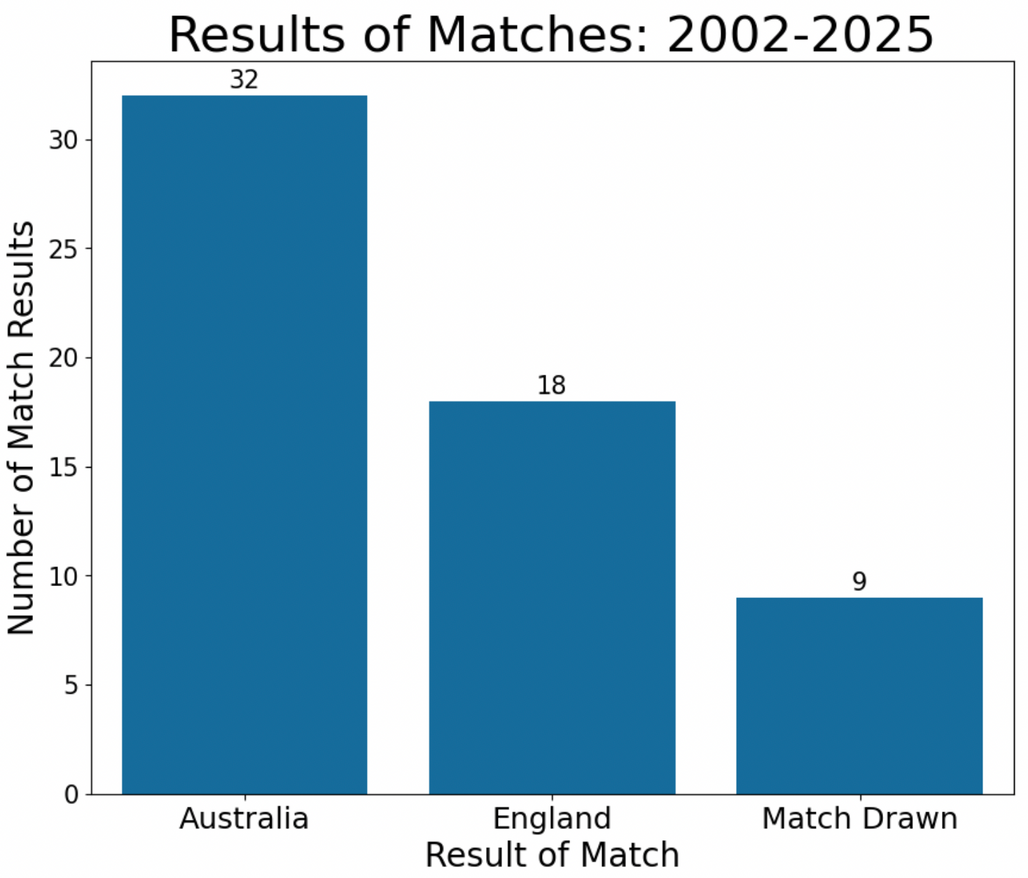 Results of Matches: 2002-2025
32
30
25
20
18
15
10
9
5
0
Number of Match Results
Australia
England
Match Drawn
Result of Match